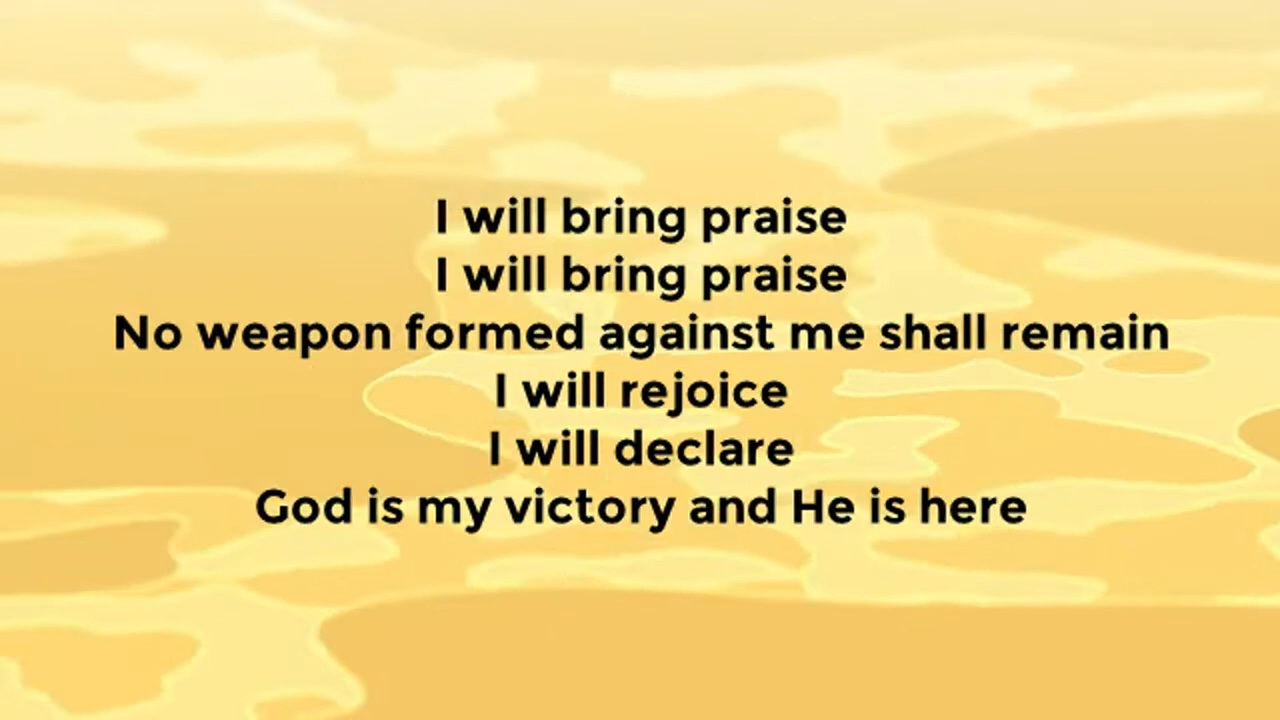 I will bring praise
I will bring praise
No weapon formed against me shall remain
I will rejoice
I will declare
God is my victory and He is here